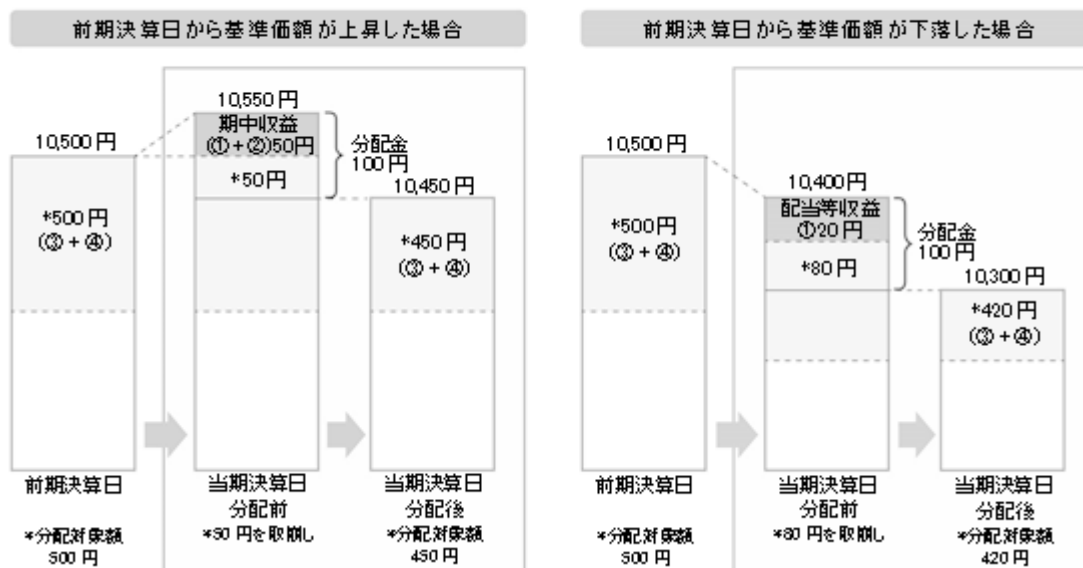 前期決算日から基準価額が上昇した場合
10,550円
期中収益
(①+②)50円
*50円
分配金
100円
10,500円
*500円
(③+④)
10,450円
*450円
(③+④)
前期決算日
*分配対象額
500円
当期決算日
分配前
*50円を取崩し
当期決算日
分配後
*分配対象額
450円
前期決算日から基準価額が下落した場合
10,500円
*500円
(③+④)
10,400円
配当等収益
①20円
*80円
分配金
100円
10,300円
*420円
(③+④)
前期決算日
*分配対象額
500円
当期決算日
分配前
*80円を取崩し
当期決算日
分配後
*分配対象額
420円